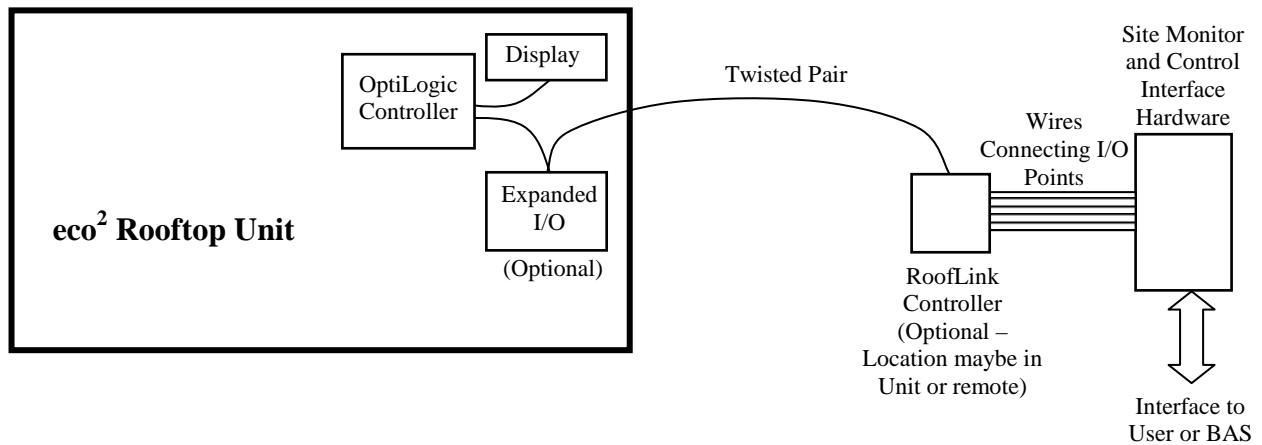 Display
OptiLogic
Controller
Expanded
I/O
(Optional)
eco² Rooftop Unit
Twisted Pair
RoofLink
Controller
(Optional –
Location maybe in
Unit or remote)
Wires
Connecting I/O
Points
Site Monitor
and Control
Interface
Hardware
Interface to
User or BAS